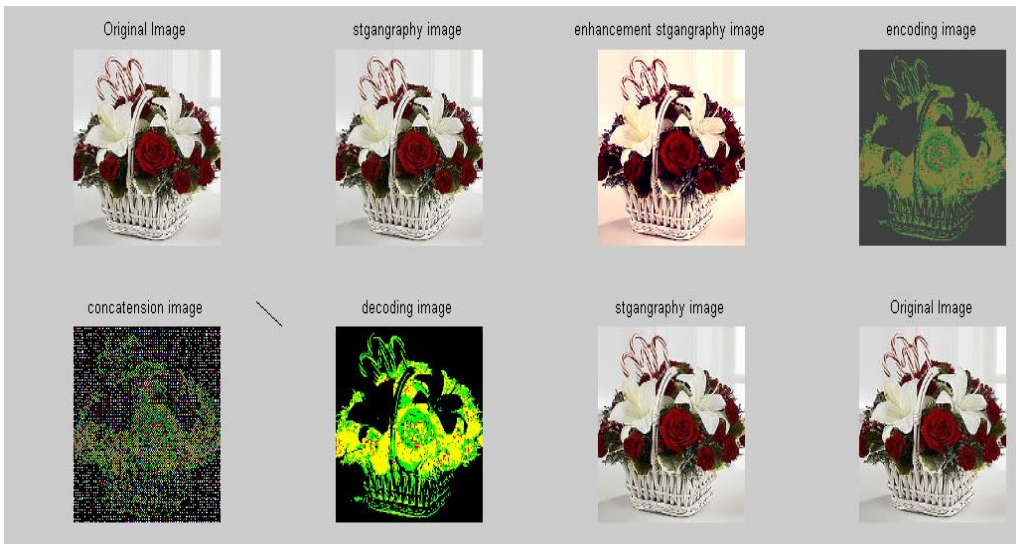 Original Image
stgangraphy image
enhancement stgangraphy image
encoding image
concatension image
decoding image
stgangraphy image
Original Image